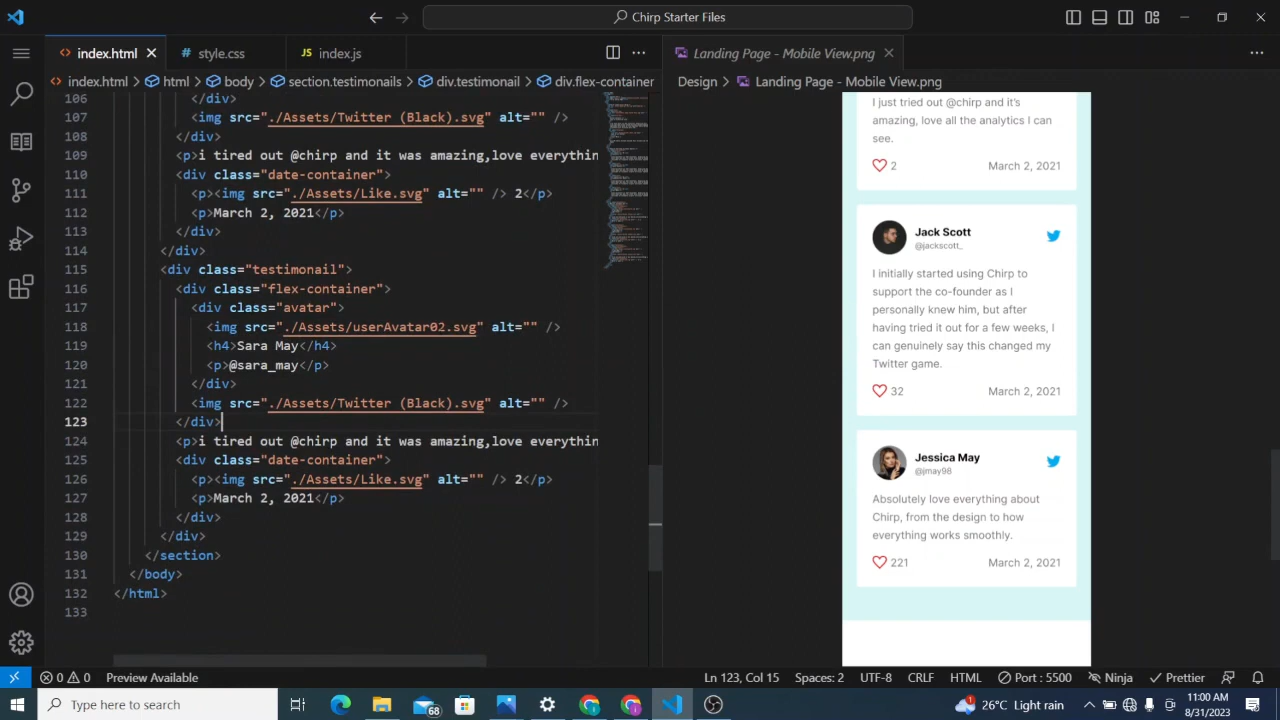 Chirp Starter Files
index.html
style.css
JS index.js
Landing Page - Mobile View.png
index.html > html > body > section.testimonails > div.testimonail > div.flex-container
Design > Landing Page - Mobile View.png
106 </div>
107 <img src="./Assets/Twitter (Black).svg" alt="" />
108 </div>
109 <p>i tired out @chirp and it was amazing,love everythin
110 <div class="date-container">
111 <p><img src="./Assets/Like.svg" alt="" /> 2</p>
112 <p>March 2, 2021</p>
113 </div>
114 </div>
115 <div class="testimonail">
116 <div class="flex-container">
117 <div class="avatar">
118 <img src="./Assets/userAvatar02.svg" alt="" />
119 <h4>Sara May</h4>
120 <p>sara_may</p>
121 </div>
122 <img src="./Assets/Twitter (Black).svg" alt="" />
123 </div>
124 <p>i tired out @chirp and it was amazing,love everythin
125 <div class="date-container">
126 <p><img src="./Assets/Like.svg" alt="" /> 2</p>
127 <p>March 2, 2021</p>
128 </div>
129 </div>
130 </section>
131 </body>
132 </html>
133
I just tried out @chirp and it's
amazing, love all the analytics I can
see.
2 March 2, 2021
Jack Scott
@jackscott_
I initially started using Chirp to
support the co-founder as I
personally knew him, but after
having tried it out for a few weeks, I
can genuinely say this changed my
Twitter game.
32 March 2, 2021
Jessica May
@jmay98
Absolutely love everything about
Chirp, from the design to how
everything works smoothly.
221 March 2, 2021
0 0 Preview Available
Ln 123, Col 15 Spaces: 2 UTF-8 CRLF HTML Port : 5500 Ninja Prettier
Type here to search
68
1
26°C Light rain
11:00 AM
8/31/2023